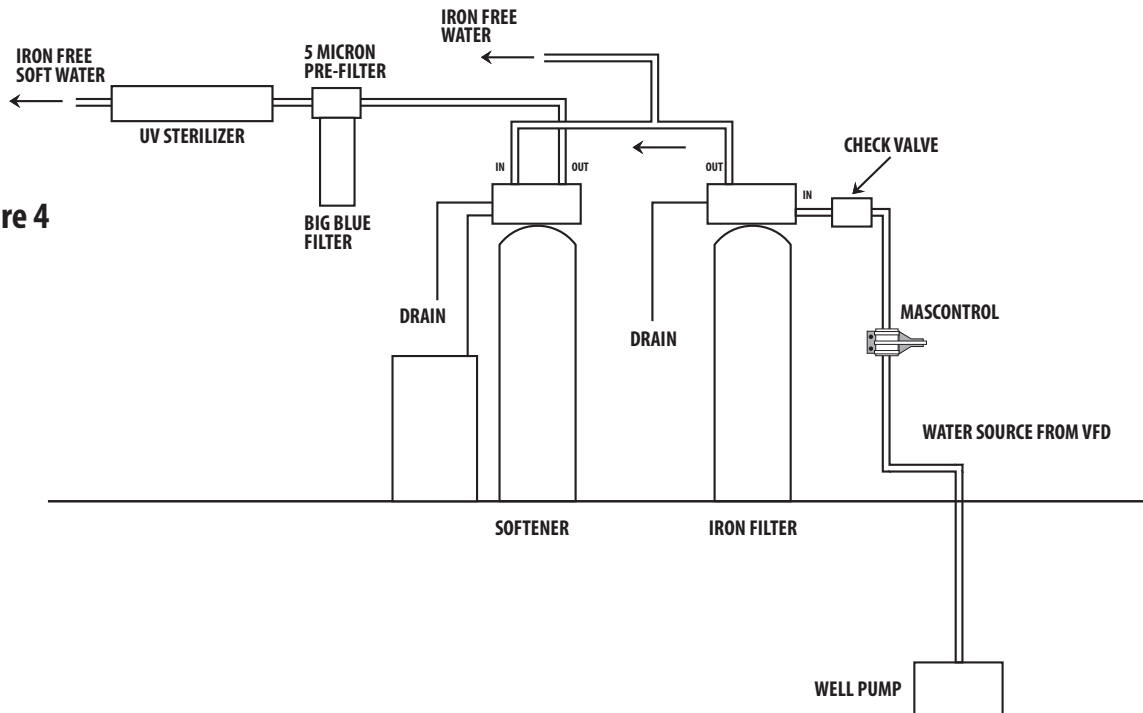 IRON FREE
WATER
IRON FREE
SOFT WATER
5 MICRON
PRE-FILTER
UV STERILIZER
CHECK VALVE
IN
OUT
OUT
IN
re 4
BIG BLUE
FILTER
DRAIN
DRAIN
MASCONTROL
WATER SOURCE FROM VFD
SOFTENER
IRON FILTER
WELL PUMP